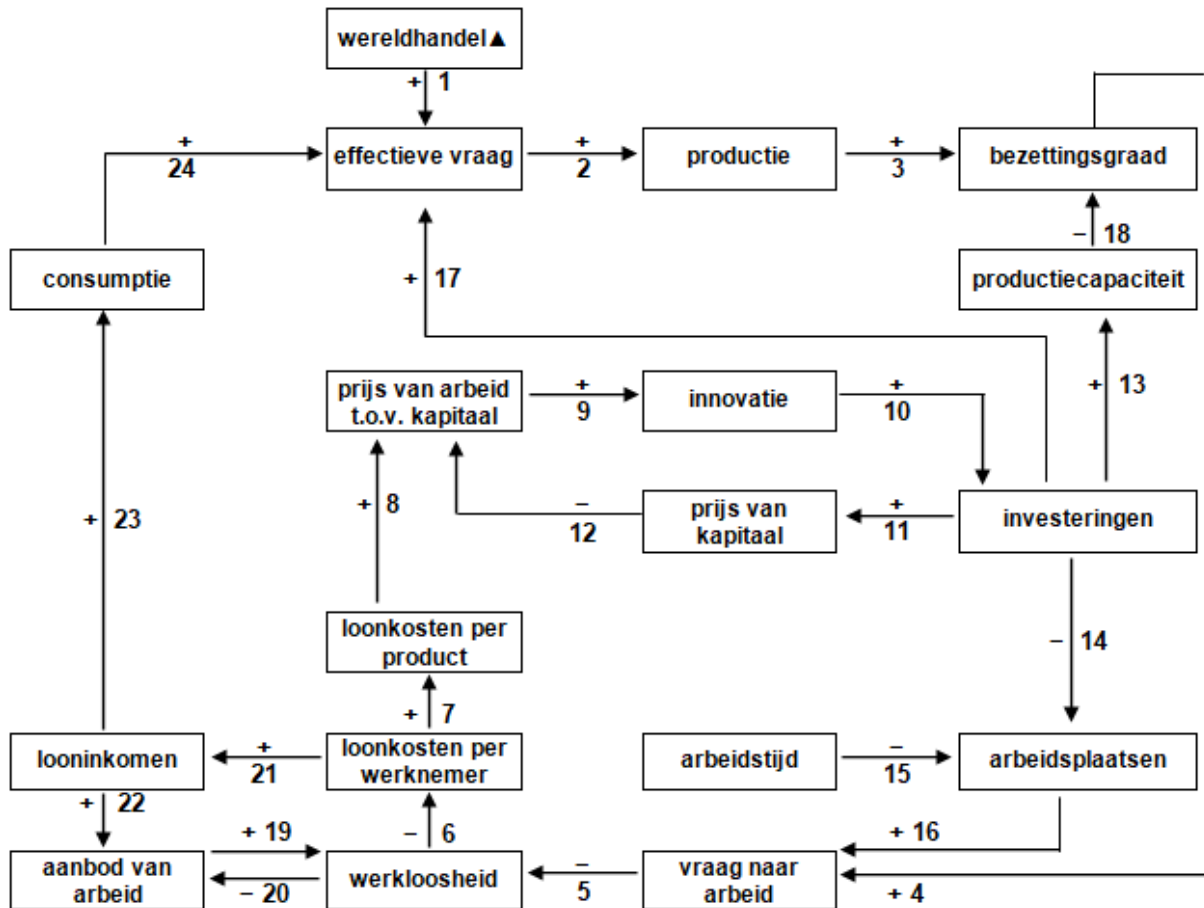 wereldhandel▲
+ 1
+
24
effectieve vraag
+
2
productie
+
3
bezettingsgraad
– 18
consumptie
+ 17
productiecapaciteit
prijs van arbeid
t.o.v. kapitaal
+
9
innovatie
+
10
+ 13
+ 23
+ 8
–
12
prijs van
kapitaal
+
11
investeringen
loonkosten per
product
– 14
+ 7
looninkomen
+
21
loonkosten per
werknemer
arbeidstijd
–
15
arbeidsplaatsen
+ 22
+ 19
– 6
+ 16
aanbod van
arbeid
– 20
werkloosheid
–
5
vraag naar
arbeid
+ 4